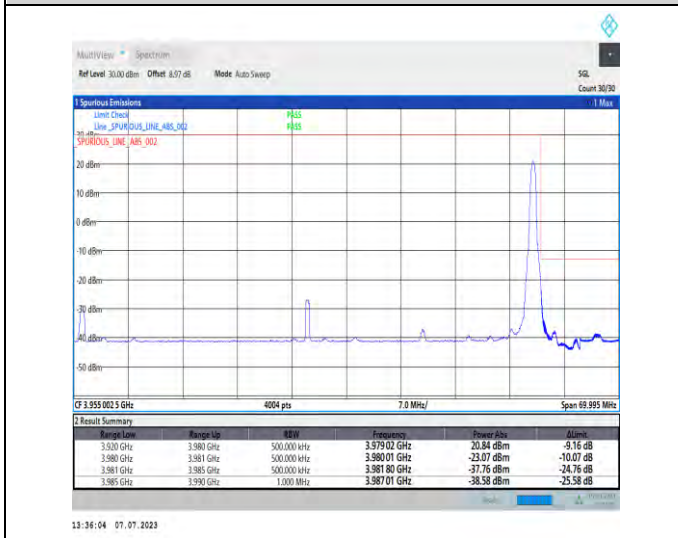 MultiView Spectrum
Ref Level 30.00 dBm Offset 8.97 dB Mode Auto Sweep SGL
Count 30/30
1 Spurious Emissions 1 Max
Limit Check PASS
Line _SPURIOUS_LINE_ABS_002 PASS
30 dBm
_SPURIOUS_LINE_ABS_002
20 dBm
10 dBm
0 dBm
-10 dBm
-20 dBm
-30 dBm
-40 dBm
-50 dBm
CF 3.955 002 5 GHz 4004 pts 7.0 MHz/ Span 69.995 MHz
2 Result Summary
Range Low Range Up RBW Frequency Power Abs ΔLimit
3.920 GHz 3.980 GHz 500.000 kHz 3.979 02 GHz 20.84 dBm -9.16 dB
3.980 GHz 3.981 GHz 500.000 kHz 3.980 01 GHz -23.07 dBm -10.07 dB
3.981 GHz 3.985 GHz 500.000 kHz 3.981 80 GHz -37.76 dBm -24.76 dB
3.985 GHz 3.990 GHz 1.000 MHz 3.987 01 GHz -38.58 dBm -25.58 dB
13:36:04 07.07.2023